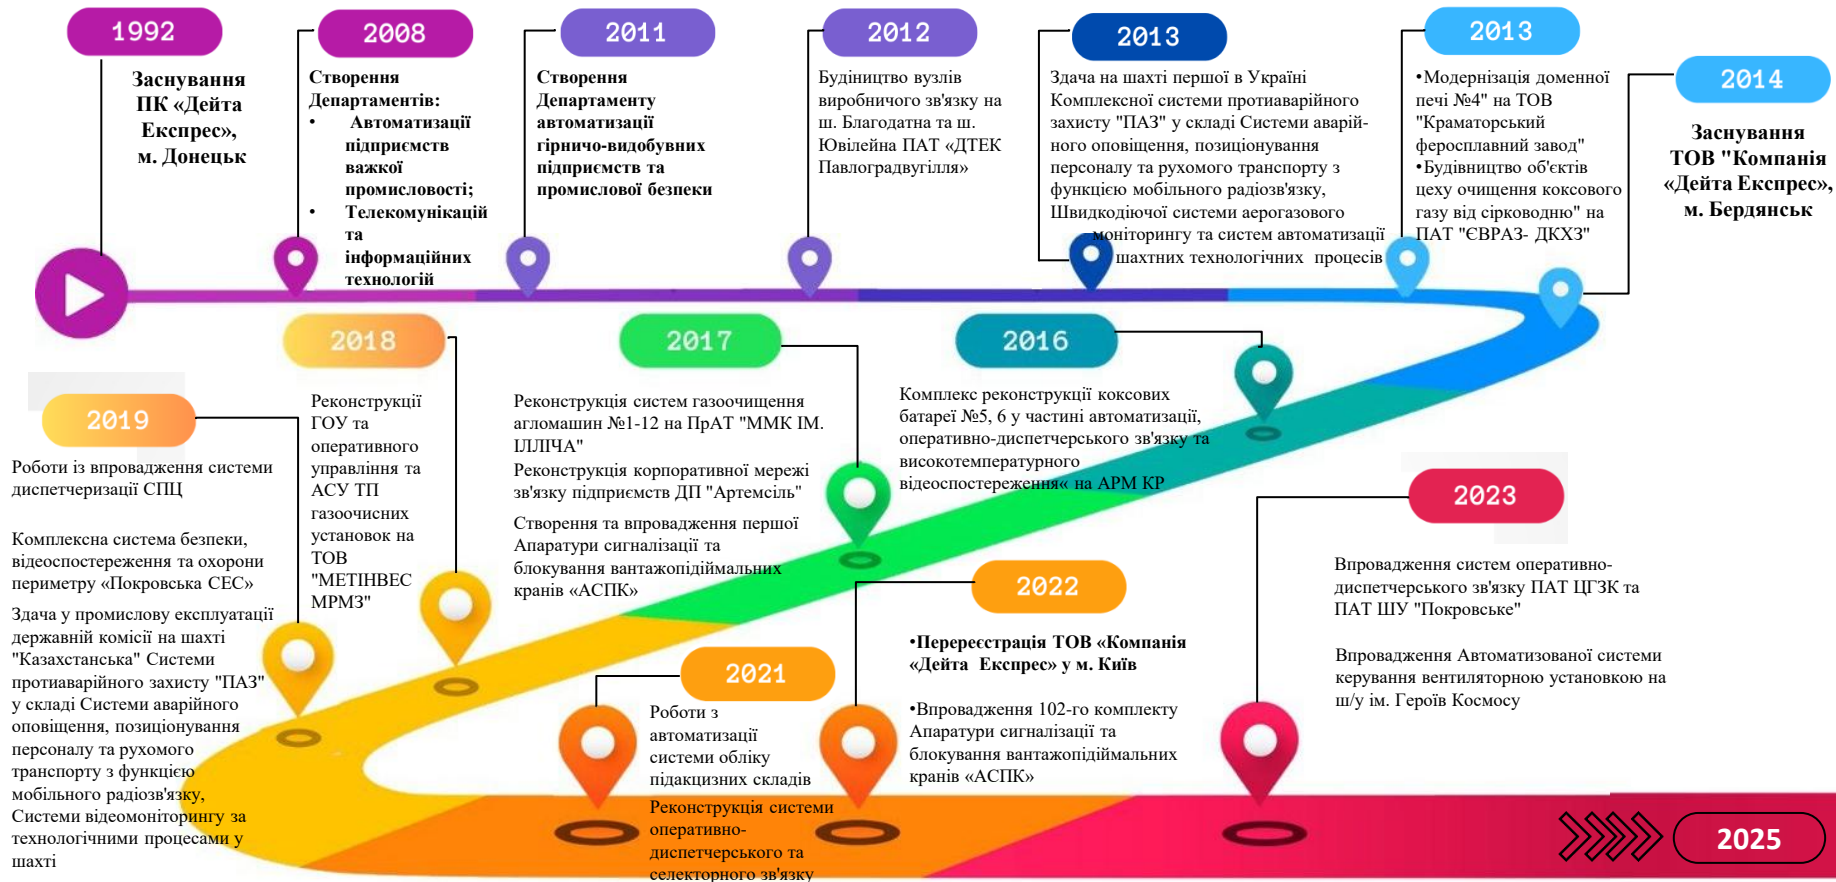 1992
Заснування
ПК «Дейта
Експрес»,
м. Донецьк
2008
Створення
Департаментів:
• Автоматизації
підприємств
важкої
промисловості;
• Телекомунікацій
та
інформаційних
технологій
2011
Створення
Департаменту
автоматизації
гірничо-видобувних
підприємств та
промислової безпеки
2012
Будіництво вузлів
виробничого зв'язку на
ш. Благодатна та ш.
Ювілейна ПАТ «ДТЕК
Павлоградвугілля»
2013
Здача на шахті першої в Україні
Комплексної системи протиаварійного
захисту "ПАЗ" у складі Системи аварій-
ного оповіщення, позиціонування
персоналу та рухомого транспорту з
функцією мобільного радіозв'язку,
Швидкодіючої системи аерогазового
моніторингу та систем автоматизації
шахтних технологічних процесів
2013
•Модернізація доменної
печі №4" на ТОВ
"Краматорський
феросплавний завод"
•Будівництво об'єктів
цеху очищення коксового
газу від сірководню" на
ПАТ "ЄВРАЗ- ДКХЗ"
2014
Заснування
ТОВ "Компанія
«Дейта Експрес»,
м. Бердянськ
2016
Комплекс реконструкції коксових
батареї №5, 6 у частині автоматизації,
оперативно-диспетчерського зв'язку та
високотемпературного
відеоспостереження« на АРМ КР
2017
Реконструкція систем газоочищення
агломашин №1-12 на ПрАТ "ММК ІМ.
ІЛЛІЧА"
Реконструкція корпоративної мережі
зв'язку підприємств ДП "Артемсіль"
Створення та впровадження першої
Апаратури сигналізації та
блокування вантажопідіймальних
кранів «АСПК»
2018
Реконструкції
ГОУ та
оперативного
управління та
АСУ ТП
газоочисних
установок на
ТОВ
"МЕТІНВЕС
МРМЗ"
2019
Роботи із впровадження системи
диспетчеризації СПЦ
Комплексна система безпеки,
відеоспостереження та охорони
периметру «Покровська СЕС»
Здача у промислову експлуатації
державній комісії на шахті
"Казахстанська" Системи
протиаварійного захисту "ПАЗ"
у складі Системи аварійного
оповіщення, позиціонування
персоналу та рухомого
транспорту з функцією
мобільного радіозв'язку,
Системи відеомоніторингу за
технологічними процесами у
шахті
2021
Роботи з
автоматизації
системи обліку
підакцизних складів
Реконструкція системи
оперативно-
диспетчерського та
селекторного зв'язку
2022
•Перереєстрація ТОВ «Компанія
«Дейта Експрес» у м. Київ
•Впровадження 102-го комплекту
Апаратури сигналізації та
блокування вантажопідіймальних
кранів «АСПК»
2023
Впровадження систем оперативно-
диспетчерського зв'язку ПАТ ЦГЗК та
ПАТ ШУ "Покровське"
Впровадження Автоматизованої системи
керування вентиляторною установкою на
ш/у ім. Героїв Космосу
2025